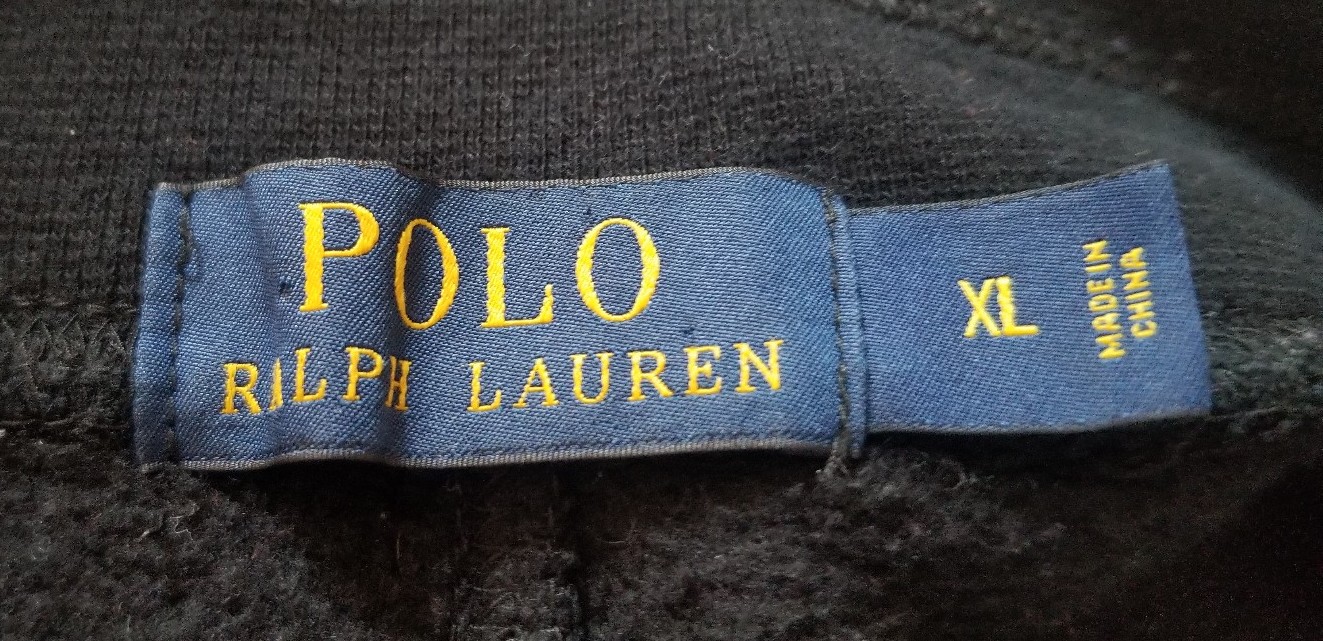 POLO
RALPH LAUREN
XL
MADE IN
CHINA